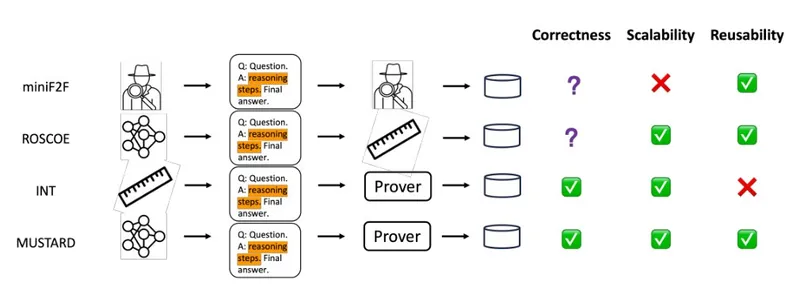 Correctness Scalability Reusability
miniF2F
Q: Question.
A: reasoning
steps. Final
answer.
?
ROSCOE
Q: Question.
A: reasoning
steps. Final
answer.
?
INT
Q: Question.
A: reasoning
steps. Final
answer.
Prover
MUSTARD
Q: Question.
A: reasoning
steps. Final
answer.
Prover